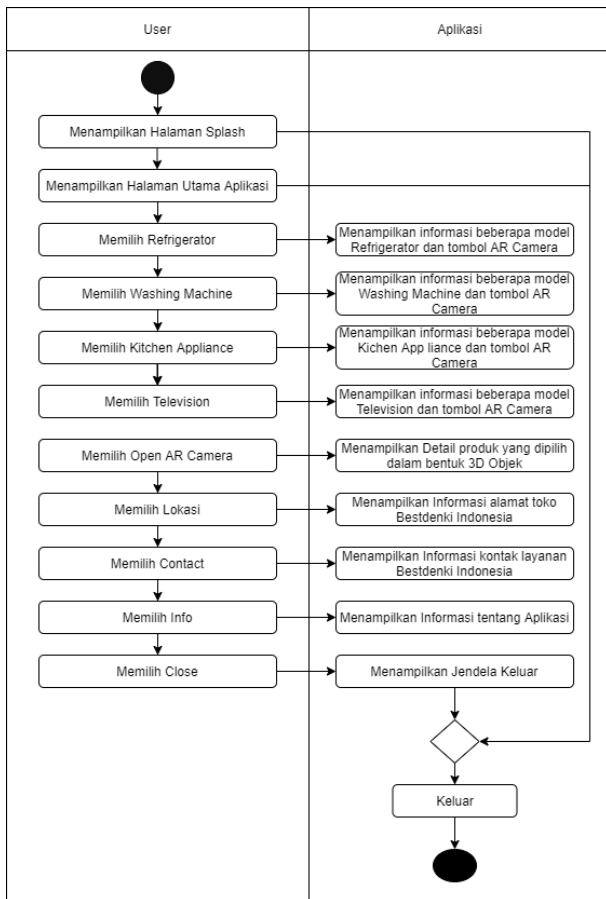 User
Aplikasi
Menampilkan Halaman Splash
Menampilkan Halaman Utama Aplikasi
Memilih Refrigerator
Menampilkan informasi beberapa model
Refrigerator dan tombol AR Camera
Memilih Washing Machine
Menampilkan informasi beberapa model
Washing Machine dan tombol AR
Camera
Memilih Kitchen Appliance
Menampilkan informasi beberapa model
Kichen App liance dan tombol AR
Camera
Memilih Television
Menampilkan informasi beberapa model
Television dan tombol AR Camera
Memilih Open AR Camera
Menampilkan Detail produk yang dipilih
dalam bentuk 3D Objek
Memilih Lokasi
Menampilkan Informasi alamat toko
Bestdenki Indonesia
Memilih Contact
Menampilkan Informasi kontak layanan
Bestdenki Indonesia
Memilih Info
Menampilkan Informasi tentang Aplikasi
Memilih Close
Menampilkan Jendela Keluar
Keluar